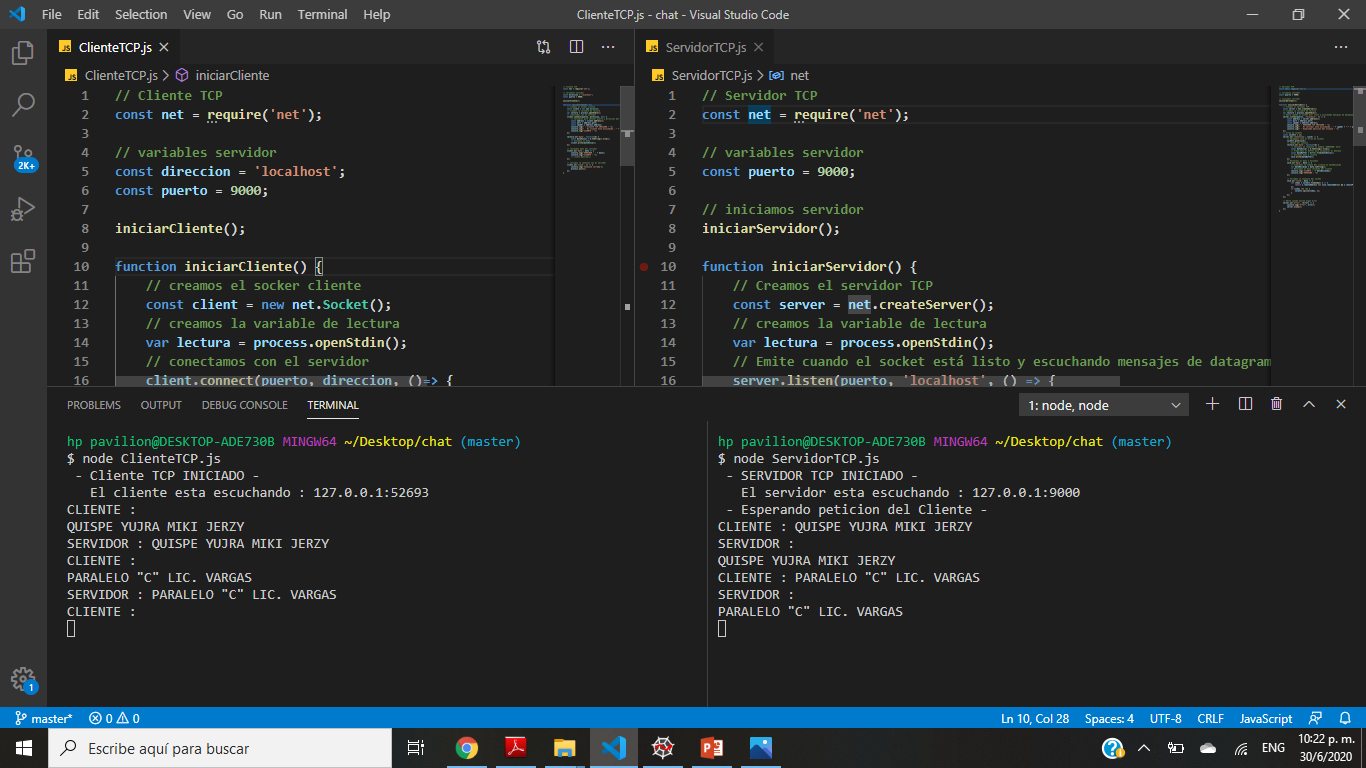 File Edit Selection View Go Run Terminal Help
ClienteTCP.js - chat - Visual Studio Code
JS ClienteTCP.js
JS ClienteTCP.js > iniciarCliente
1 // Cliente TCP
2 const net = require('net');
3
4 // variables servidor
5 const direccion = 'localhost';
6 const puerto = 9000;
7
8 iniciarCliente();
9
10 function iniciarCliente() {
11 // creamos el socker cliente
12 const client = new net.Socket();
13 // creamos la variable de lectura
14 var lectura = process.openStdin();
15 // conectamos con el servidor
16 client.connect(puerto, direccion, ()=> {
JS ServidorTCP.js
JS ServidorTCP.js > net
1 // Servidor TCP
2 const net = require('net');
3
4 // variables servidor
5 const puerto = 9000;
6
7 // iniciamos servidor
8 iniciarServidor();
9
10 function iniciarServidor() {
11 // Creamos el servidor TCP
12 const server = net.createServer();
13 // creamos la variable de lectura
14 var lectura = process.openStdin();
15 // Emite cuando el socket está listo y escuchando mensajes de datagram
16 server.listen(puerto, 'localhost', () => {
2K+
1
PROBLEMS OUTPUT DEBUG CONSOLE TERMINAL
1: node, node
hp pavilion@DESKTOP-ADE730B MINGW64 ~/Desktop/chat (master)
$ node ClienteTCP.js
- Cliente TCP INICIADO -
El cliente esta escuchando : 127.0.0.1:52693
CLIENTE :
QUISPE YUJRA MIKI JERZY
SERVIDOR : QUISPE YUJRA MIKI JERZY
CLIENTE :
PARALELO "C" LIC. VARGAS
SERVIDOR : PARALELO "C" LIC. VARGAS
CLIENTE :
hp pavilion@DESKTOP-ADE730B MINGW64 ~/Desktop/chat (master)
$ node ServidorTCP.js
- SERVIDOR TCP INICIADO -
El servidor esta escuchando : 127.0.0.1:9000
- Esperando peticion del Cliente -
CLIENTE : QUISPE YUJRA MIKI JERZY
SERVIDOR :
QUISPE YUJRA MIKI JERZY
CLIENTE : PARALELO "C" LIC. VARGAS
SERVIDOR :
PARALELO "C" LIC. VARGAS
master* 0 0
Ln 10, Col 28 Spaces: 4 UTF-8 CRLF JavaScript
Escribe aquí para buscar
ENG
10:22 p. m.
30/6/2020